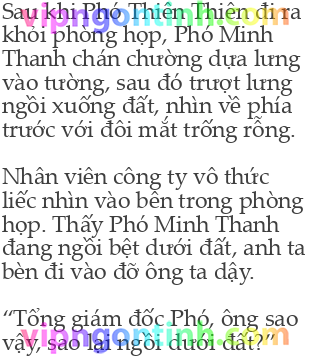 Sau khi Phó Thiên Thiên đi ra
khỏi phòng họp, Phó Minh
Thanh chán chường dựa lưng
vào tường, sau đó trượt lưng
ngồi xuống đất, nhìn về phía
trước với đôi mắt trống rỗng.
Nhân viên công ty vô thức
liếc nhìn vào bên trong phòng
họp. Thấy Phó Minh Thanh
đang ngồi bệt dưới đất, anh ta
bèn đi vào đỡ ông ta dậy.
“Tổng giám đốc Phó, ông sao
vậy, sao lại ngồi dưới đất?”
vipngontinh.com
vipngontinh.com